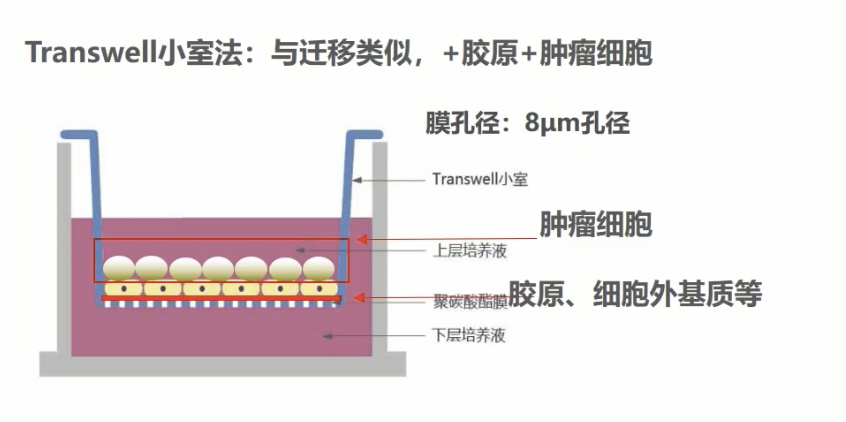 Transwell小室法：与迁移类似，+胶原+肿瘤细胞
膜孔径：8μm孔径
Transwell小室
肿瘤细胞
上层培养液
聚碳酸酯膜
胶原、细胞外基质等
下层培养液